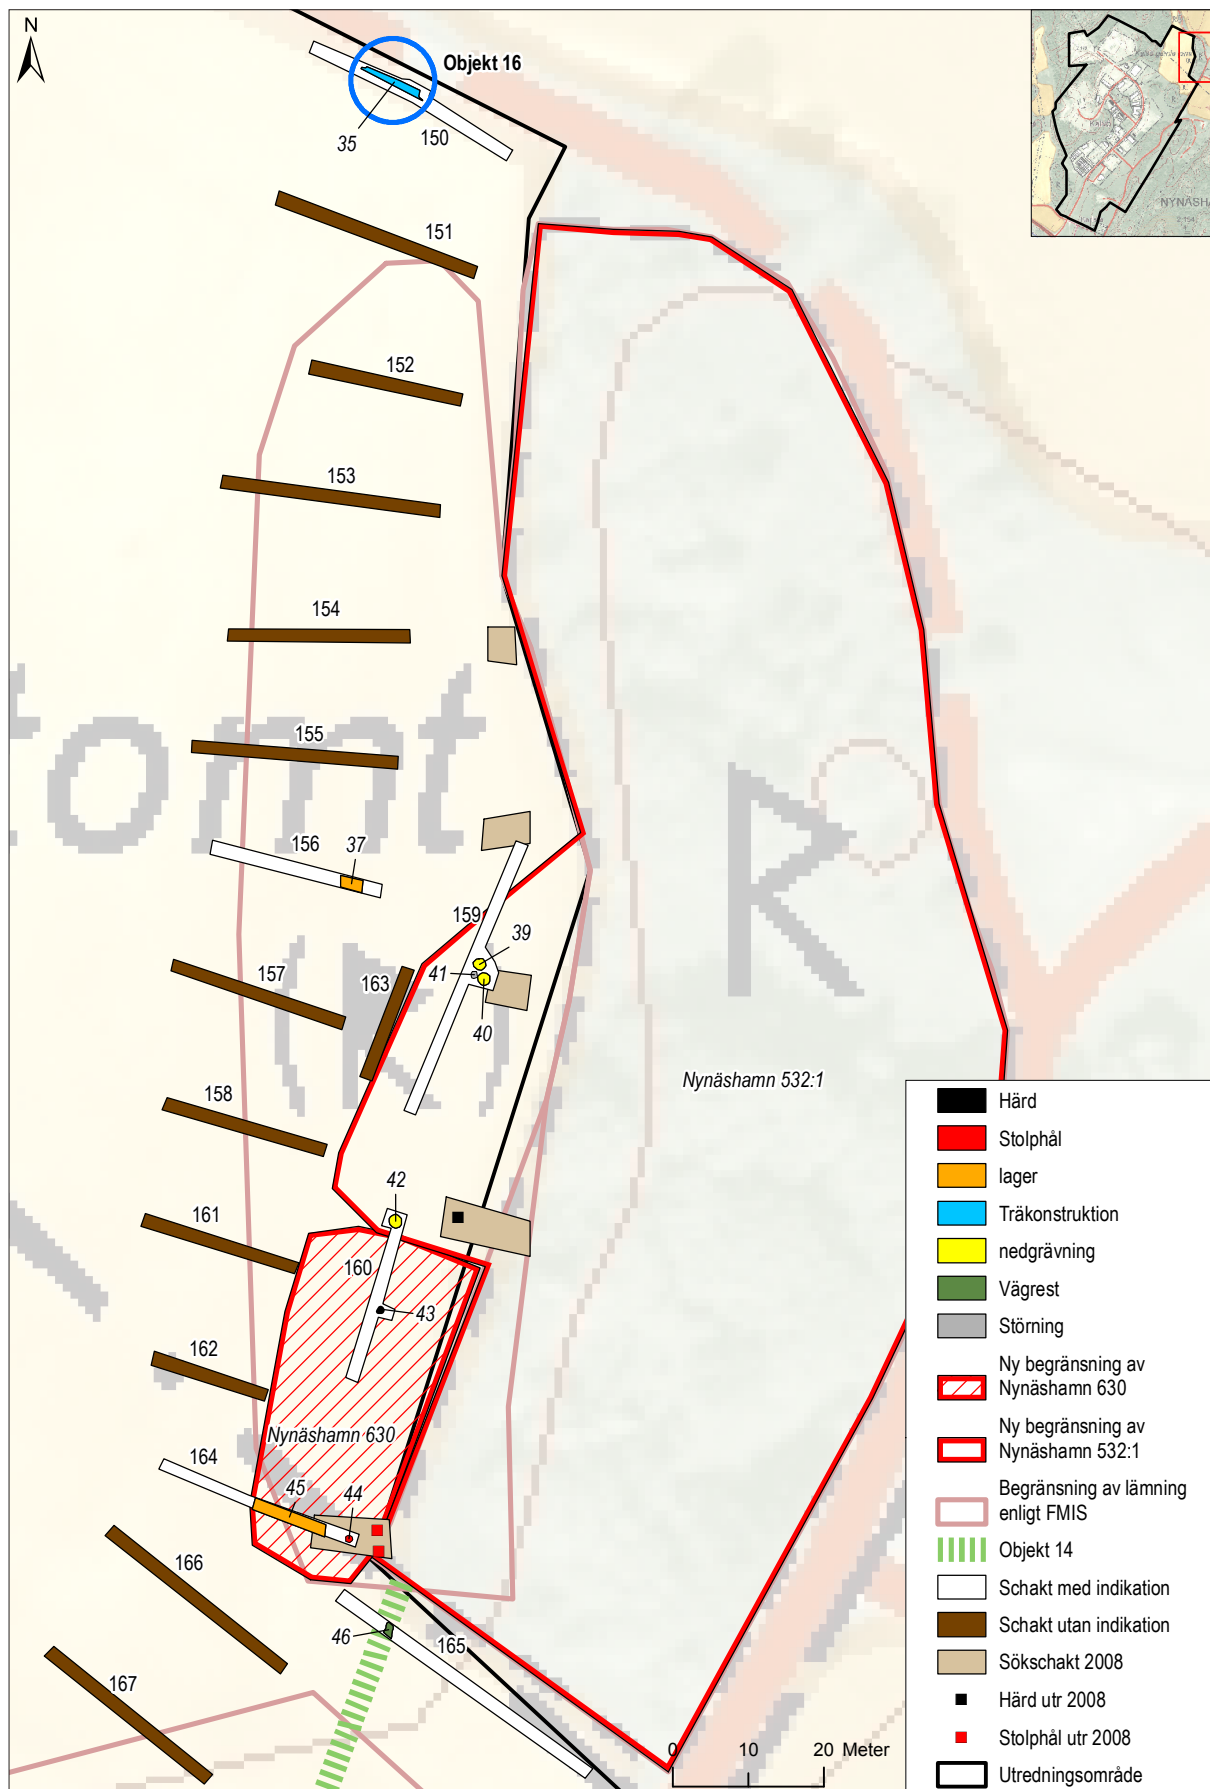 N
Objekt 16
35
150
151
152
153
154
155
156
37
159
39
41
40
157
163
158
42
161
160
43
162
Nynäshamn 630
164
45
44
166
46
165
167
tomt
(k)
R
Nynäshamn 532:1
NYNÄSHA
Härd
Stolphål
lager
Träkonstruktion
nedgrävning
Vägrest
Störning
Ny begränsning av
Nynäshamn 630
Ny begränsning av
Nynäshamn 532:1
Begränsning av lämning
enligt FMIS
Objekt 14
Schakt med indikation
Schakt utan indikation
Sökschakt 2008
Härd utr 2008
Stolphål utr 2008
Utredningsområde
0 10 20 Meter